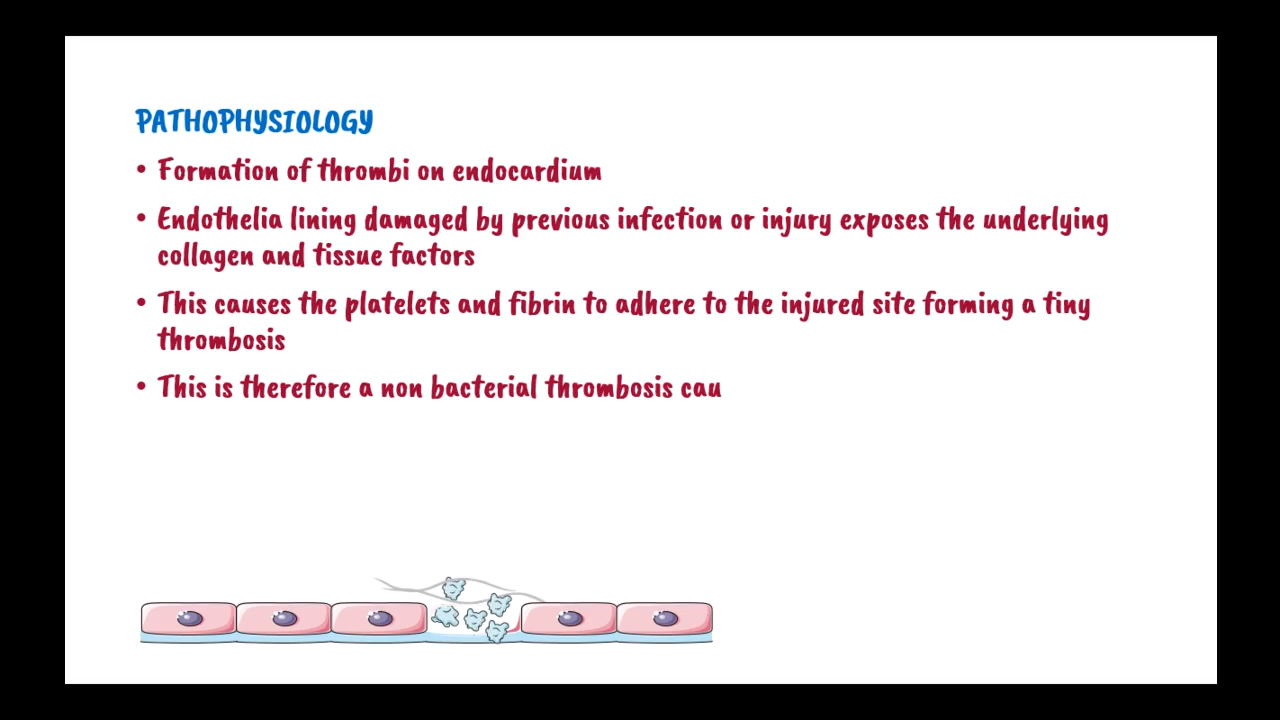 PATHOPHYSIOLOGY
• Formation of thrombi on endocardium
• Endothelia lining damaged by previous infection or injury exposes the underlying
collagen and tissue factors
• This causes the platelets and fibrin to adhere to the injured site forming a tiny
thrombosis
• This is therefore a non bacterial thrombosis cau